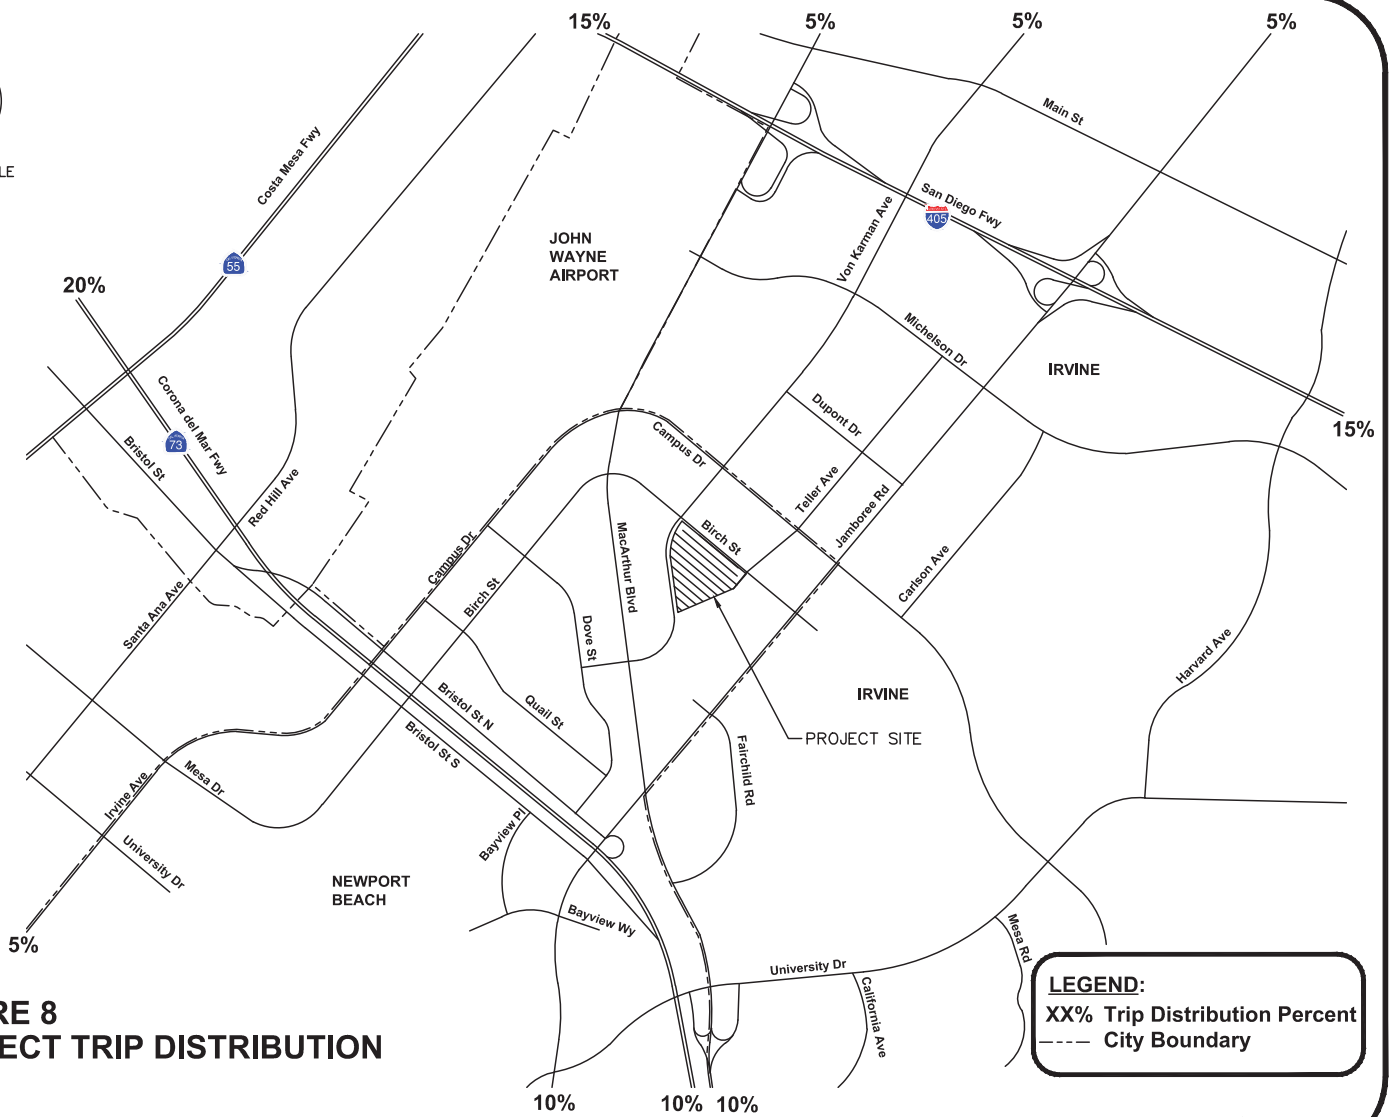 15%
5%
5%
5%
LE
Main St
Costa Mesa Fwy
San Diego Fwy
405
Von Karman Ave
JOHN
WAYNE
AIRPORT
55
20%
Michelson Dr
IRVINE
Corona del Mar Fwy
73
Bristol St
Dupont Dr
Campus Dr
15%
Red Hill Ave
Teller Ave
Jamboree Rd
Birch St
MacArthur Blvd
Campus Dr
Birch St
Carlson Ave
Santa Ana Ave
Dove St
Harvard Ave
IRVINE
Bristol St N
Quail St
Bristol St S
PROJECT SITE
Fairchild Rd
Mesa Dr
Irvine Ave
Bayview Pl
University Dr
NEWPORT
BEACH
Bayview Wy
5%
Mesa Rd
University Dr
California Ave
LEGEND:
XX% Trip Distribution Percent
City Boundary
RE 8
ECT TRIP DISTRIBUTION
10%
10%
10%